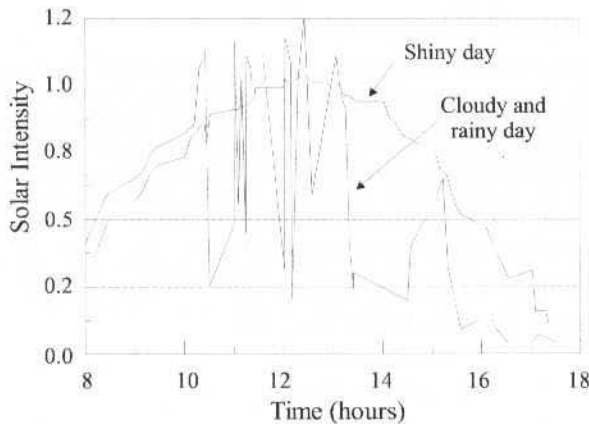 1.2
1.0
0.8
0.5
0.2
0.0
Solar Intensity
Shiny day
Cloudy and
rainy day
8 10 12 14 16 18
Time (hours)